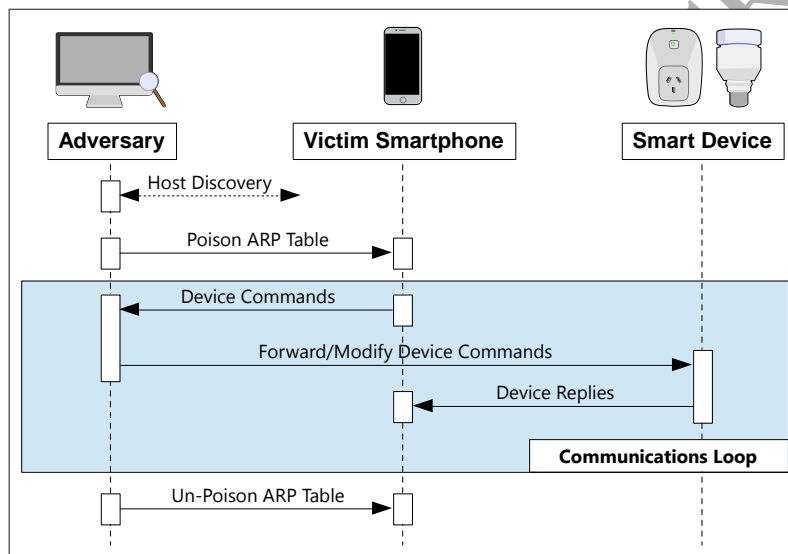 Adversary
Victim Smartphone
Smart Device
Host Discovery
Poison ARP Table
Device Commands
Forward/Modify Device Commands
Device Replies
Communications Loop
Un-Poison ARP Table